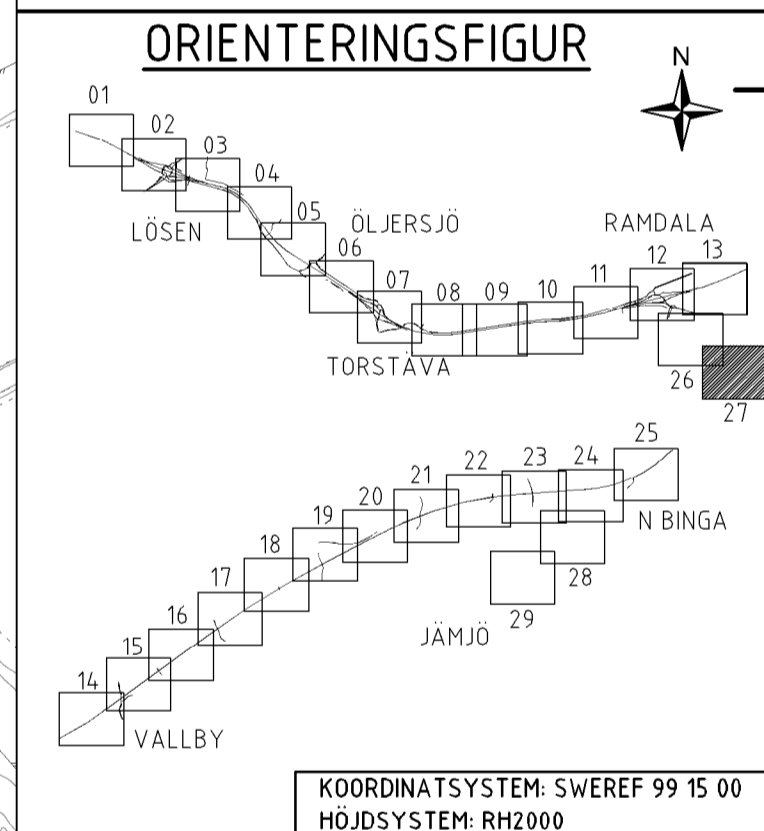 ORIENTERINGSFIGUR
N
01
02
03
04
05
LÖSEN
ÖLJERSJÖ
RAMDALA
06
07
08
09
10
11
12
13
TORSTÄVA
26
27
25
24
23
22
21
20
19
18
17
16
15
14
N BINGA
28
29
JÄMJÖ
VALLBY
KOORDINATSYSTEM: SWEREF 99 15 00
HÖJDSYSTEM: RH2000